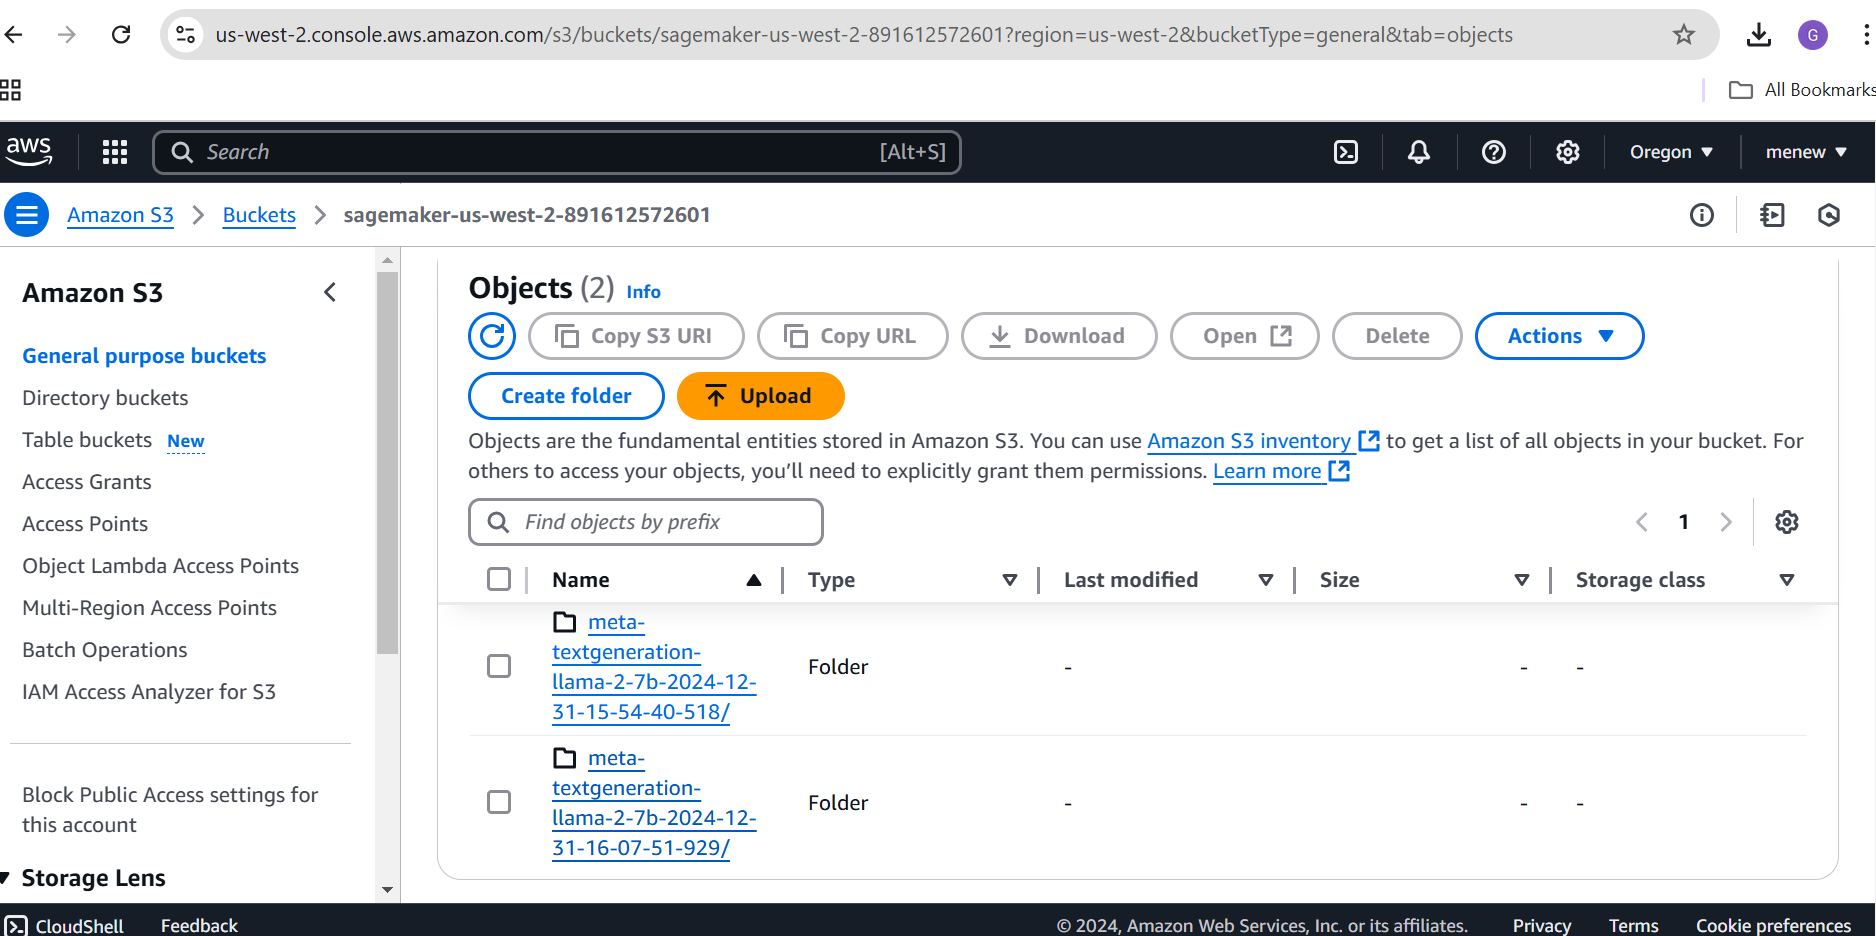 us-west-2.console.aws.amazon.com/s3/buckets/sagemaker-us-west-2-891612572601?region=us-west-2&bucketType=general&tab=objects
G
All Bookmarks
aws
Search
[Alt+S]
Oregon
menew
Amazon S3
Buckets
sagemaker-us-west-2-891612572601
Amazon S3
General purpose buckets
Directory buckets
Table buckets New
Access Grants
Access Points
Object Lambda Access Points
Multi-Region Access Points
Batch Operations
IAM Access Analyzer for S3
Block Public Access settings for
this account
Storage Lens
Objects (2) Info
Copy S3 URI
Copy URL
Download
Open
Delete
Actions
Create folder
Upload
Objects are the fundamental entities stored in Amazon S3. You can use Amazon S3 inventory to get a list of all objects in your bucket. For
others to access your objects, you’ll need to explicitly grant them permissions. Learn more
Find objects by prefix
1
Name
Type
Last modified
Size
Storage class
meta-
textgeneration-
llama-2-7b-2024-12-
31-15-54-40-518/
Folder
-
-
-
meta-
textgeneration-
llama-2-7b-2024-12-
31-16-07-51-929/
Folder
-
-
-
CloudShell
Feedback
© 2024, Amazon Web Services, Inc. or its affiliates.
Privacy
Terms
Cookie preferences